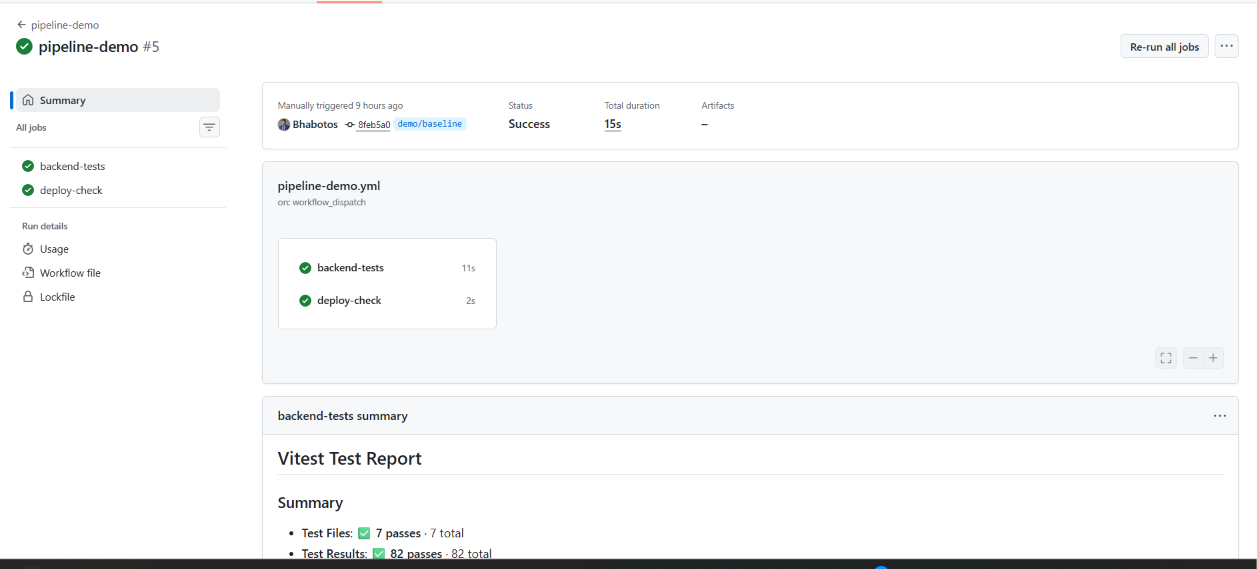 pipeline-demo
pipeline-demo #5
Re-run all jobs
Summary
All jobs
backend-tests
deploy-check
Run details
Usage
Workflow file
Lockfile
Manually triggered 9 hours ago
Bhabotos 8feb5a0 demo/baseline
Status
Success
Total duration
15s
Artifacts
–
pipeline-demo.yml
on: workflow_dispatch
backend-tests 11s
deploy-check 2s
backend-tests summary
Vitest Test Report
Summary
• Test Files: ✅ 7 passes · 7 total
• Test Results: ✅ 82 passes · 82 total